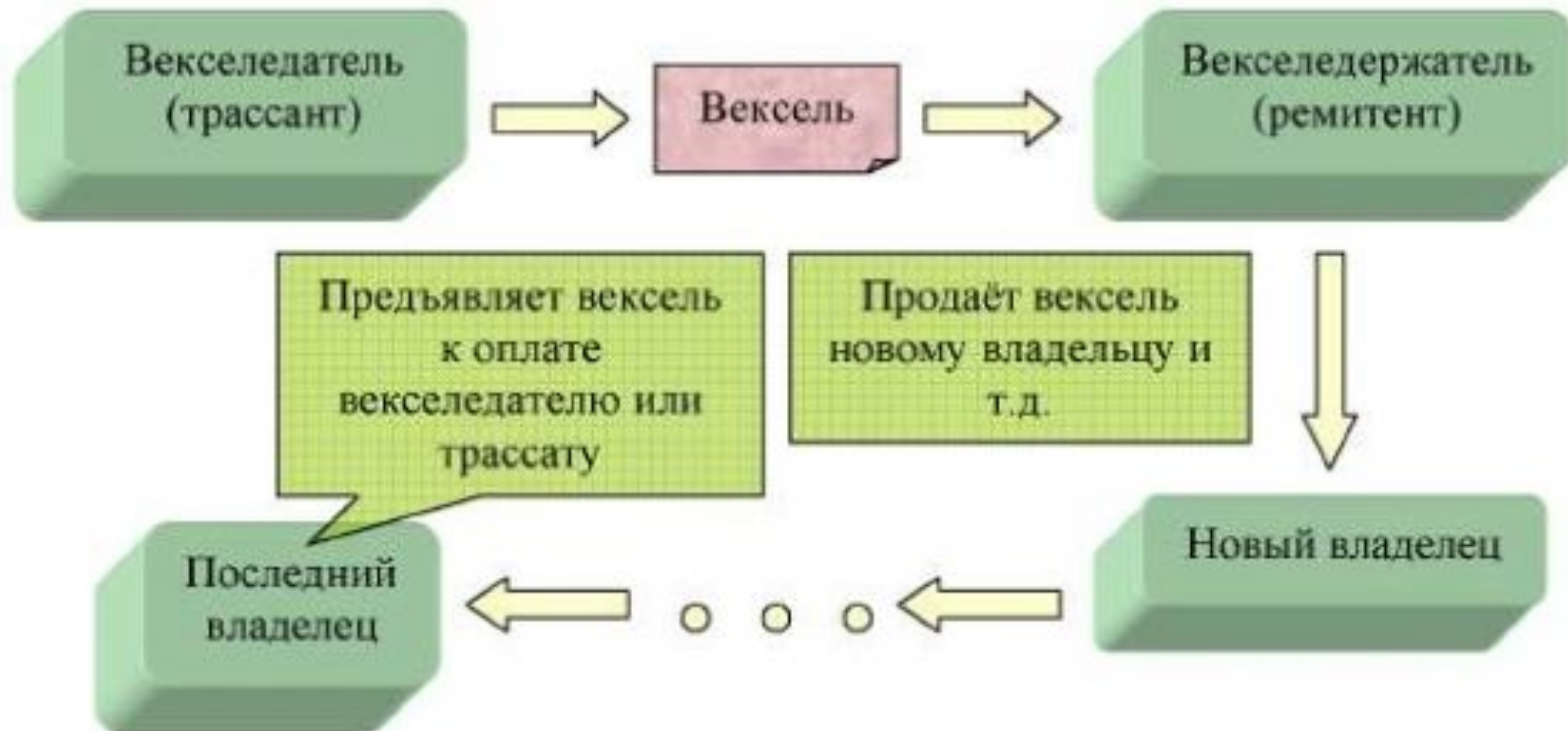 Векселедатель
(трассант)
Вексель
Векселедержатель
(ремитент)
Предъявляет вексель
к оплате
векселедателю или
трассату
Продаёт вексель
новому владельцу и
т.д.
Новый владелец
Последний
владелец